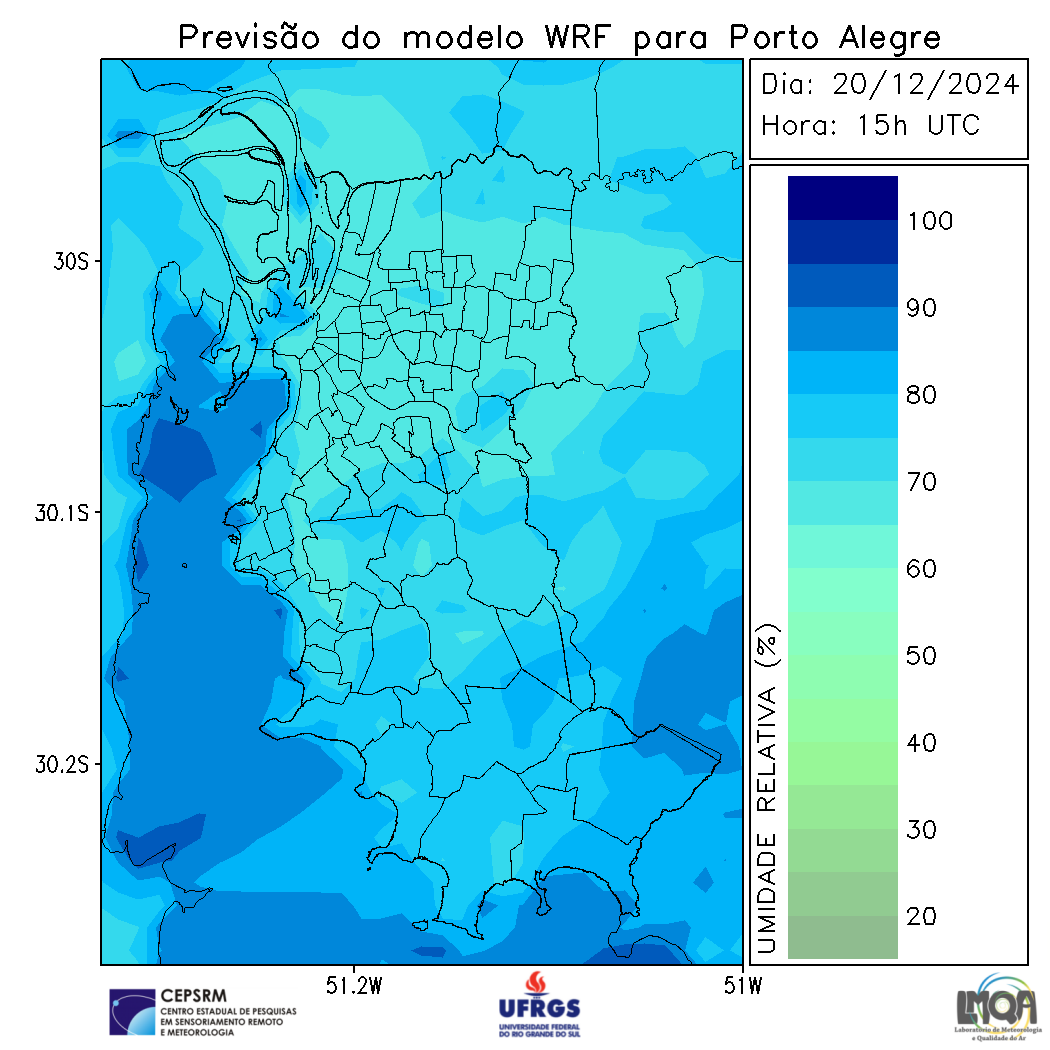 Previsão do modelo WRF para Porto Alegre
Dia: 20/12/2024
Hora: 15h UTC
30S
30.1S
30.2S
51.2W
51W
100
90
80
70
60
50
40
30
20
UMIDADE RELATIVA (%)
CEPSRM
CENTRO ESTADUAL DE PESQUISAS
EM SENSORIAMENTO REMOTO
E METEOROLOGIA
UFRGS
UNIVERSIDADE FEDERAL
DO RIO GRANDE DO SUL
LMQA
Laboratório de Meteorologia
e Qualidade do Ar